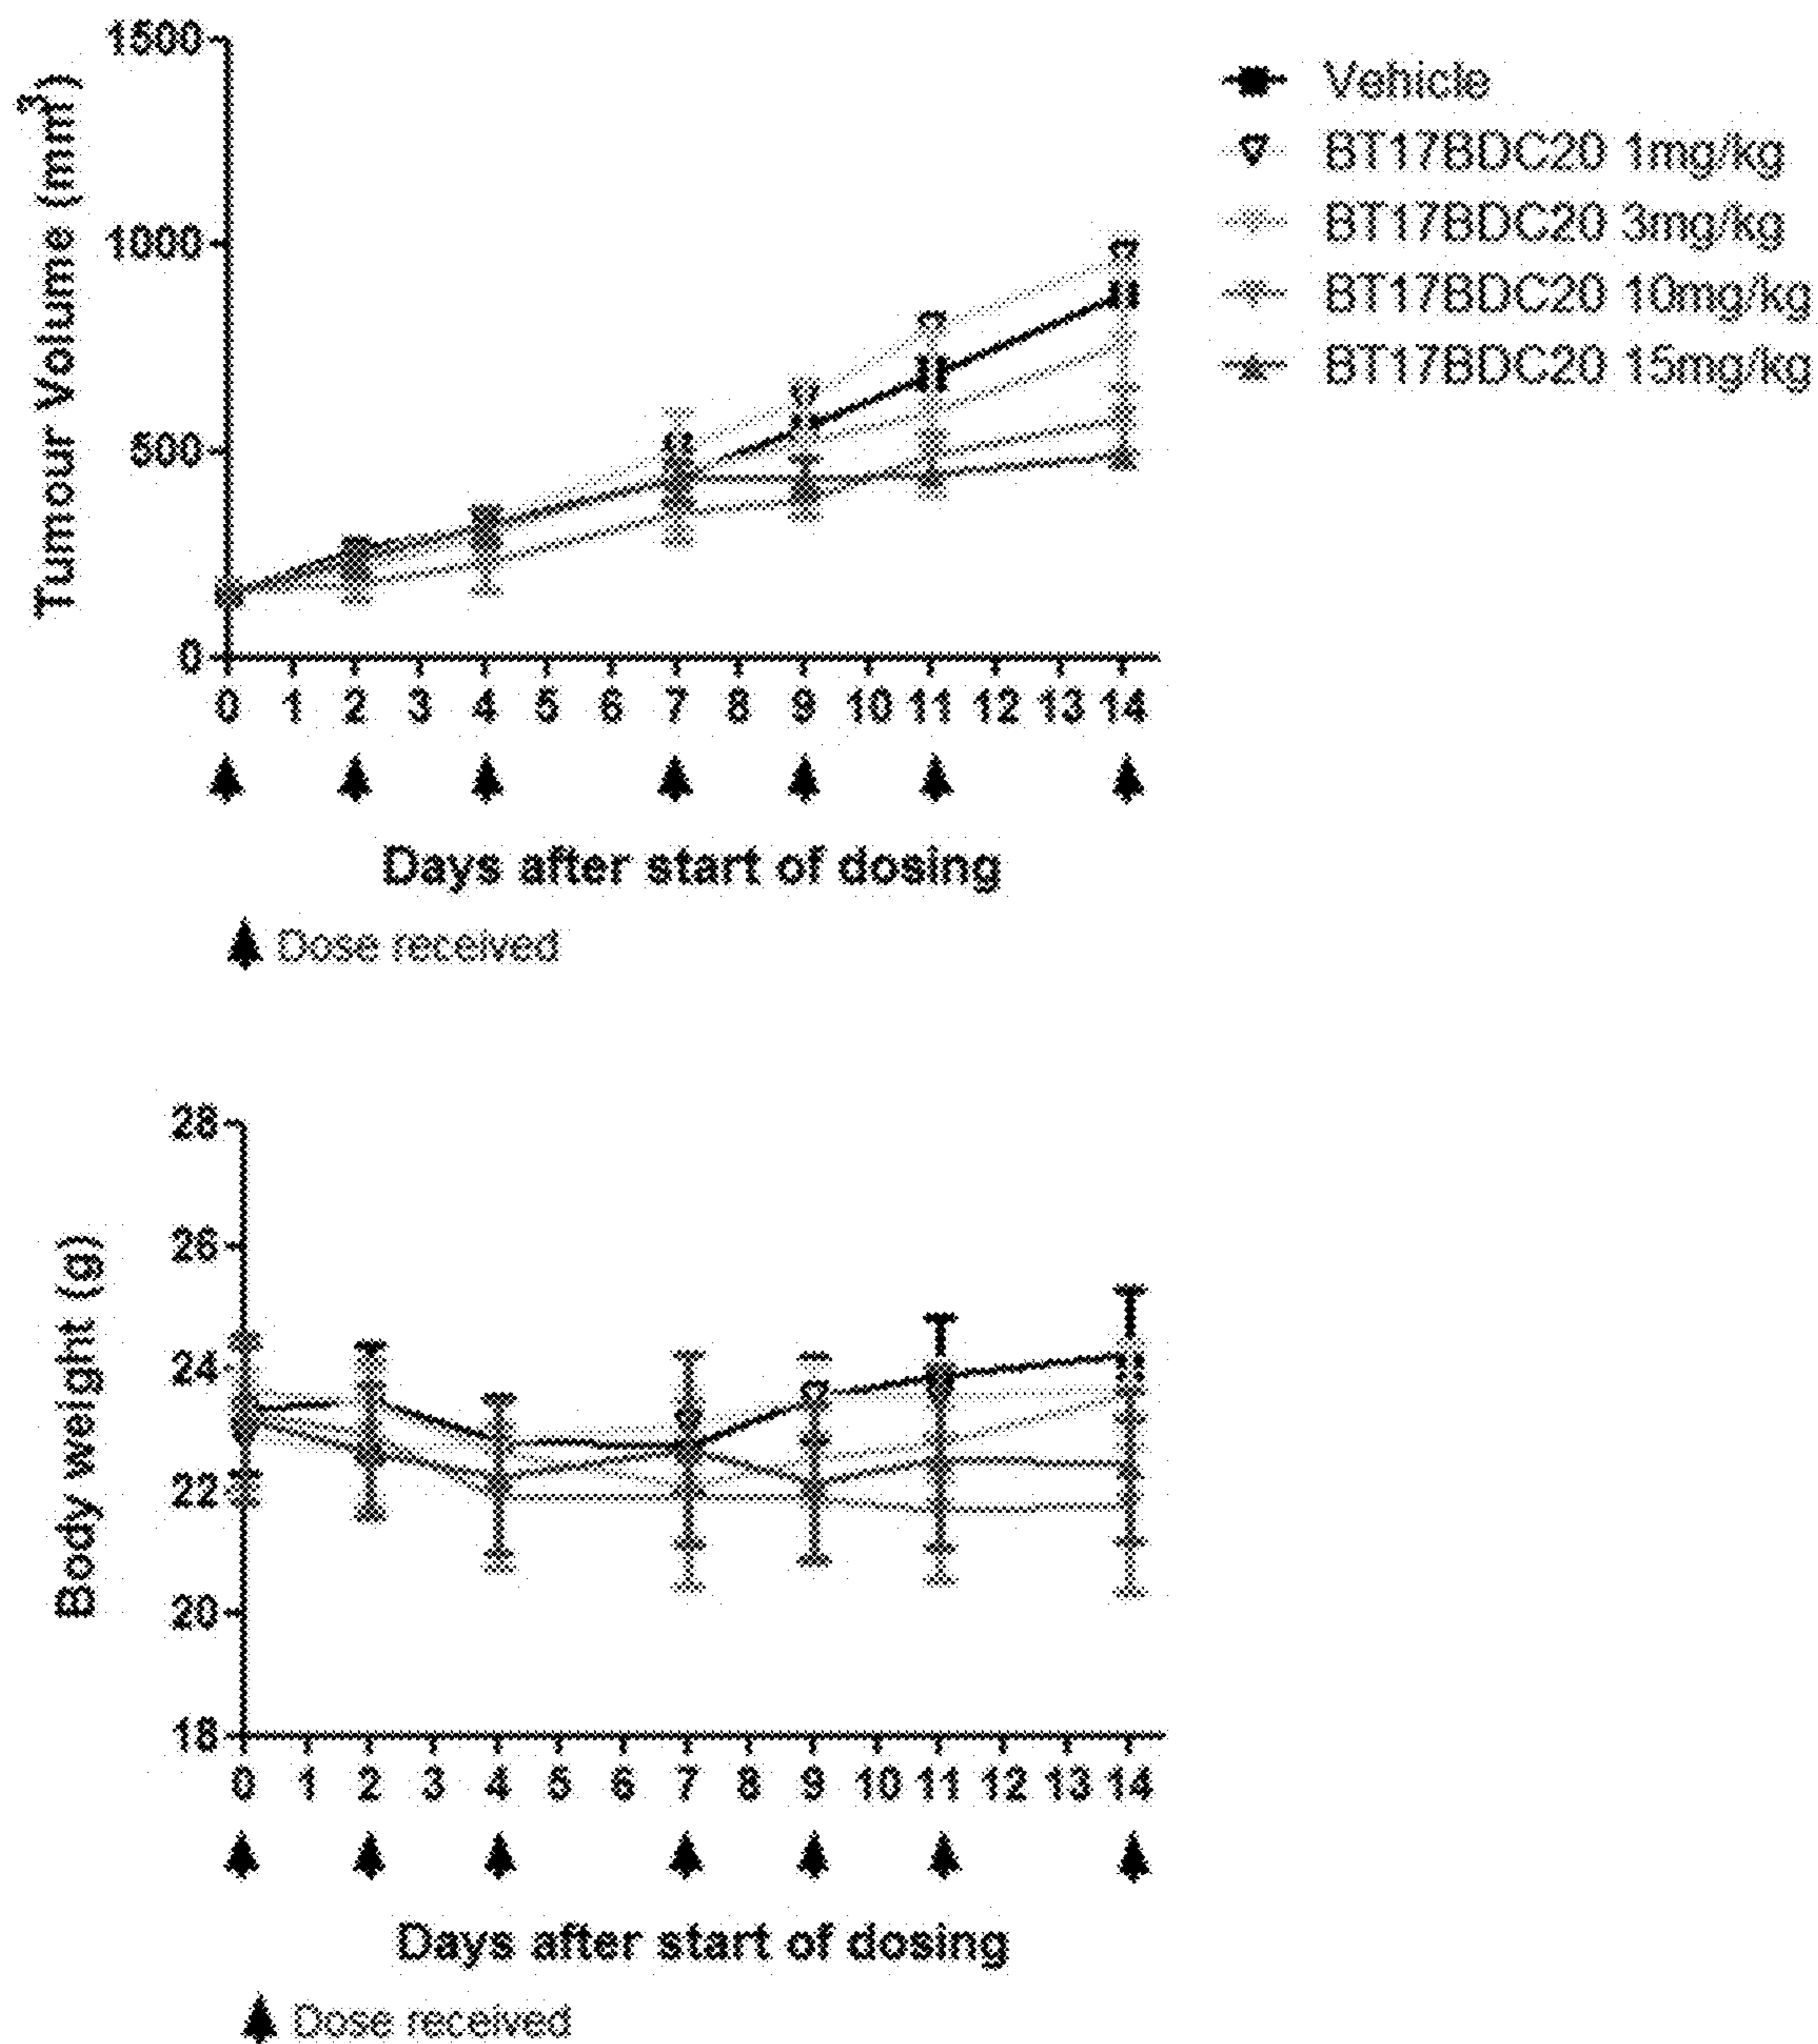 1500
1000
500
0
Tumour Volume (mm³)
0 1 2 3 4 5 6 7 8 9 10 11 12 13 14
Days after start of dosing
Dose received
Vehicle
BT17BDC20 1mg/kg
BT17BDC20 3mg/kg
BT17BDC20 10mg/kg
BT17BDC20 15mg/kg
28
26
24
22
20
18
Body weight (g)
0 1 2 3 4 5 6 7 8 9 10 11 12 13 14
Days after start of dosing
Dose received